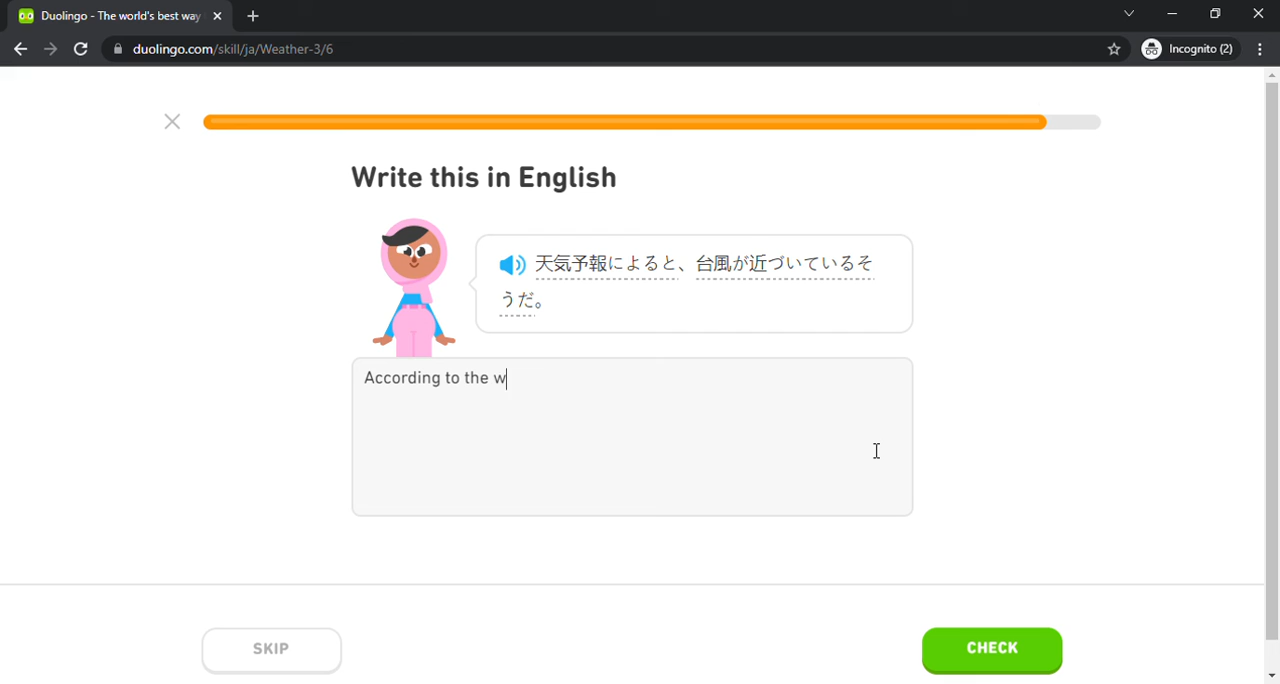 Duolingo - The world's best way
duolingo.com/skill/ja/Weather-3/6
Incognito (2)
Write this in English
天気予報によると、台風が近づいているそ
うだ。
According to the w
SKIP
CHECK